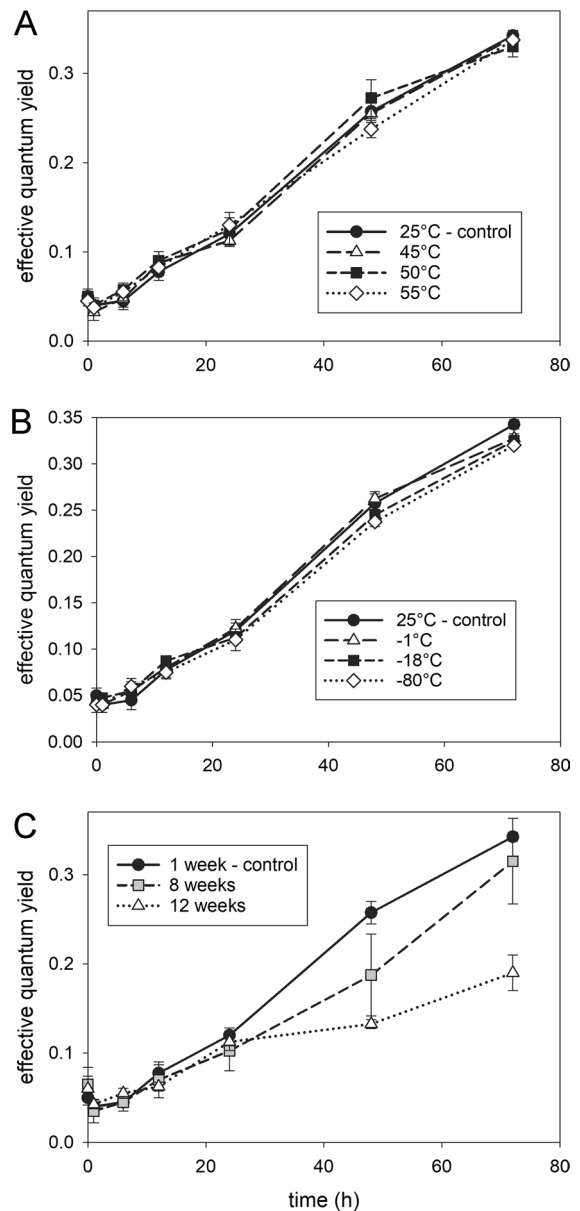 A
effective quantum yield
0.3
0.2
0.1
0.0
25°C - control
45°C
50°C
55°C
0
20
40
60
80
B
effective quantum yield
0.35
0.30
0.25
0.20
0.15
0.10
0.05
0.00
25°C - control
-1°C
-18°C
-80°C
0
20
40
60
80
C
effective quantum yield
0.3
0.2
0.1
0.0
1 week - control
8 weeks
12 weeks
0
20
40
60
80
time (h)